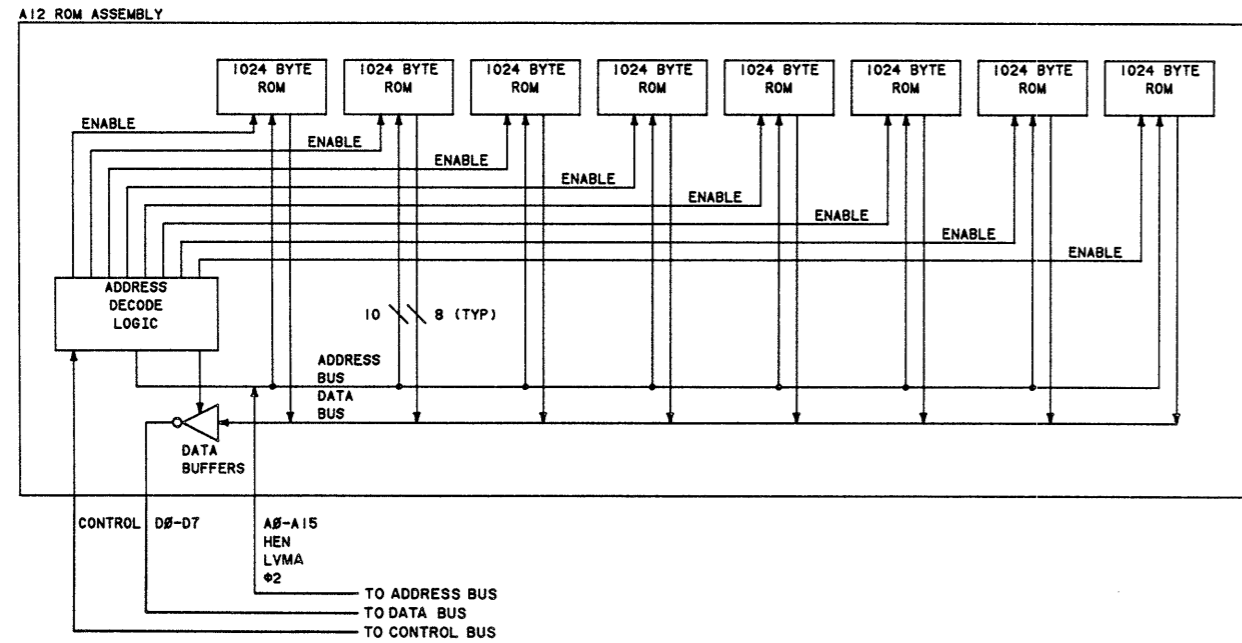 A12 ROM ASSEMBLY
1024 BYTE
ROM
1024 BYTE
ROM
1024 BYTE
ROM
1024 BYTE
ROM
1024 BYTE
ROM
1024 BYTE
ROM
1024 BYTE
ROM
1024 BYTE
ROM
ENABLE
ENABLE
ENABLE
ENABLE
ENABLE
ENABLE
ENABLE
ENABLE
ADDRESS
DECODE
LOGIC
10
8 (TYP)
ADDRESS
BUS
DATA
BUS
DATA
BUFFERS
CONTROL
DØ-D7
AØ-A15
HEN
LVMA
Φ2
TO ADDRESS BUS
TO DATA BUS
TO CONTROL BUS